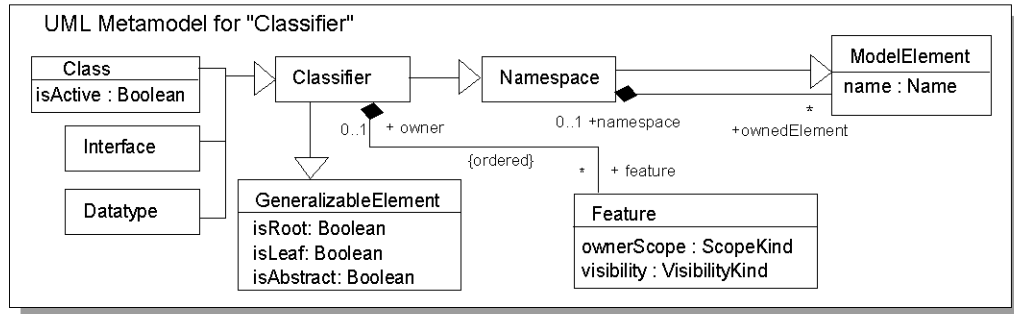 UML Metamodel for "Classifier"
Class
isActive : Boolean
Interface
Datatype
Classifier
Namespace
ModelElement
name : Name
0..1
+ owner
0..1 +namespace
*
+ownedElement
{ordered}
*
+ feature
GeneralizableElement
isRoot: Boolean
isLeaf: Boolean
isAbstract: Boolean
Feature
ownerScope : ScopeKind
visibility : VisibilityKind